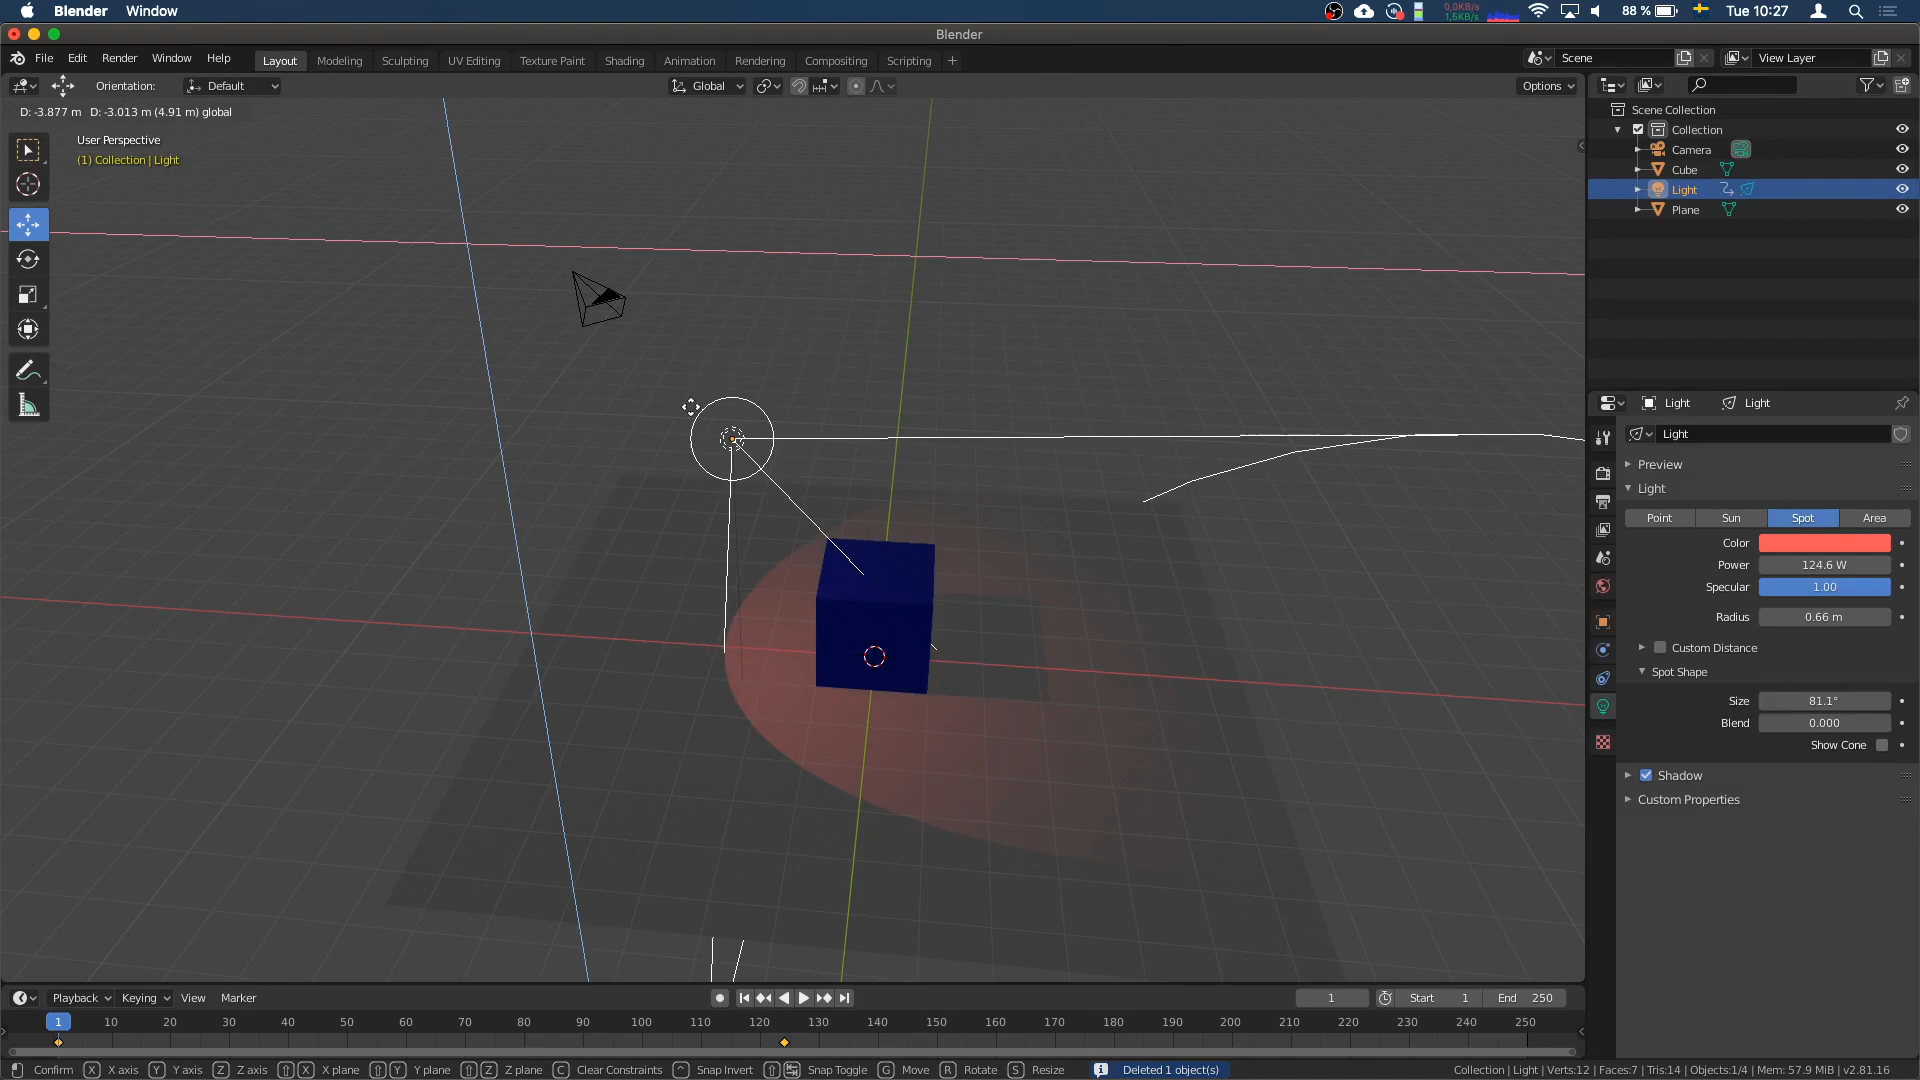 Blender Window 0,0KB/s 1,5KB/s 88 % Tue 10:27
Blender
File Edit Render Window Help Layout Modeling Sculpting UV Editing Texture Paint Shading Animation Rendering Compositing Scripting + Scene View Layer
Orientation: Default Global Options
D: -3.877 m D: -3.013 m (4.91 m) global
User Perspective
(1) Collection | Light
Scene Collection
Collection
Camera
Cube
Light
Plane
Light Light
Light
Preview
Light
Point Sun Spot Area
Color
Power 124.6 W
Specular 1.00
Radius 0.66 m
Custom Distance
Spot Shape
Size 81.1°
Blend 0.000
Show Cone
Shadow
Custom Properties
Playback Keying View Marker 1 Start 1 End 250
1 10 20 30 40 50 60 70 80 90 100 110 120 130 140 150 160 170 180 190 200 210 220 230 240 250
Confirm X X axis Y Y axis Z Z axis X X plane Y Y plane Z Z plane C Clear Constraints ^ Snap Invert Snap Toggle G Move R Rotate S Resize Deleted 1 object(s) Collection | Light | Verts:12 | Faces:7 | Tris:14 | Objects:1/4 | Mem: 57.9 MiB | v2.81.16